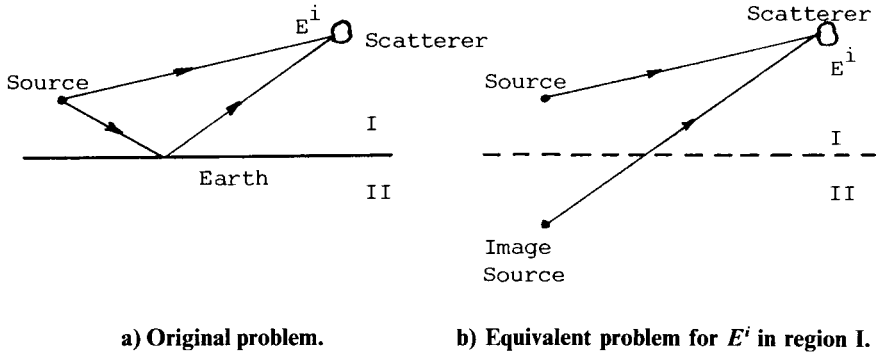 E^i
Scatterer
Source
I
Earth
II
a) Original problem.
Scatterer
E^i
Source
I
II
Image
Source
b) Equivalent problem for E^i in region I.